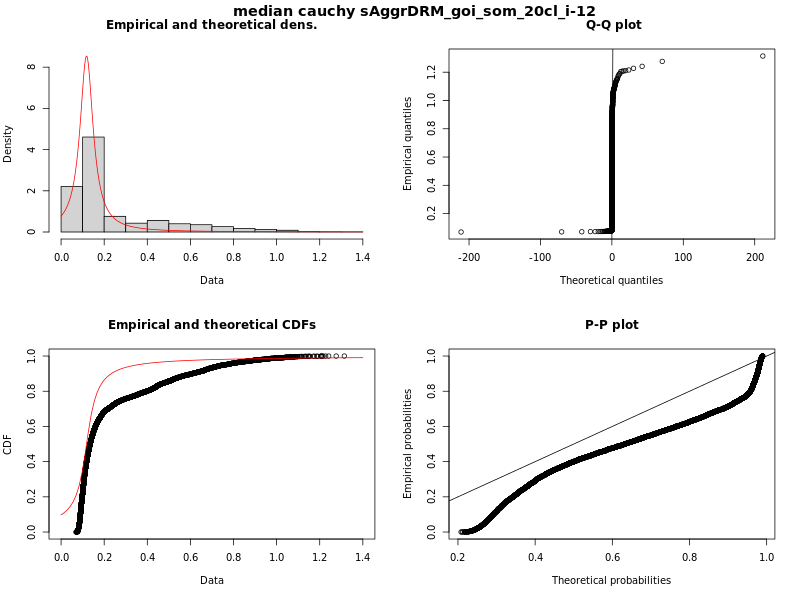 median cauchy sAggrDRM_goi_som_20cl_i-12
Empirical and theoretical dens.
Density
0 2 4 6 8
0.0 0.2 0.4 0.6 0.8 1.0 1.2 1.4
Data
Q-Q plot
Empirical quantiles
0.2 0.4 0.6 0.8 1.0 1.2
-200 -100 0 100 200
Theoretical quantiles
Empirical and theoretical CDFs
CDF
0.0 0.2 0.4 0.6 0.8 1.0
0.0 0.2 0.4 0.6 0.8 1.0 1.2 1.4
Data
P-P plot
Empirical probabilities
0.0 0.2 0.4 0.6 0.8 1.0
0.2 0.4 0.6 0.8 1.0
Theoretical probabilities